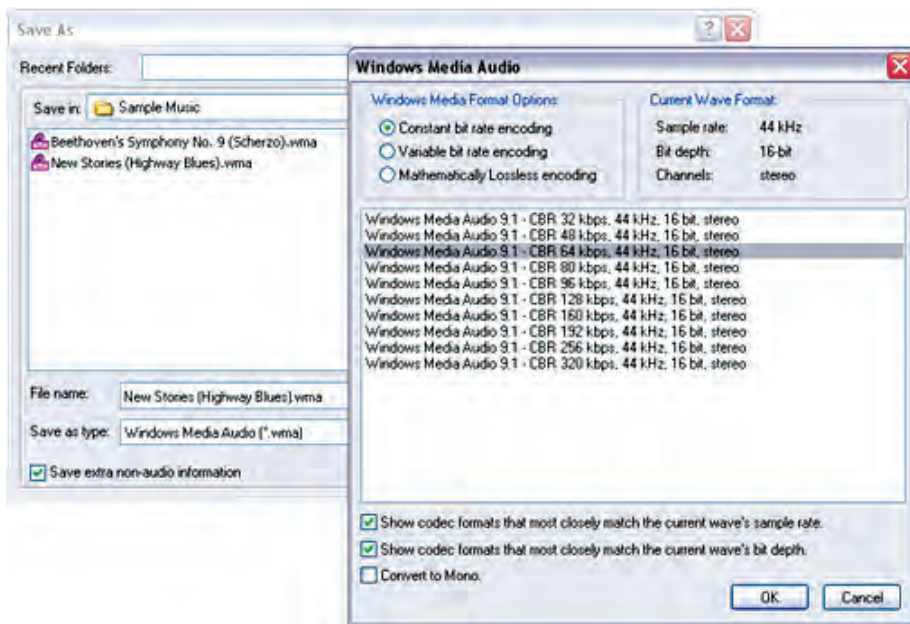 Save As
Recent Folders:
Save in: Sample Music
Beethoven's Symphony No. 9 (Scherzo).wma
New Stories (Highway Blues).wma
File name: New Stories (Highway Blues).wma
Save as type: Windows Media Audio (*.wma)
Save extra non-audio information
Windows Media Audio
Windows Media Format Options:
Constant bit rate encoding
Variable bit rate encoding
Mathematically Lossless encoding
Current Wave Format:
Sample rate: 44 kHz
Bit depth: 16-bit
Channels: stereo
Windows Media Audio 9.1 - CBR 32 kbps, 44 kHz, 16 bit, stereo
Windows Media Audio 9.1 - CBR 48 kbps, 44 kHz, 16 bit, stereo
Windows Media Audio 9.1 - CBR 64 kbps, 44 kHz, 16 bit, stereo
Windows Media Audio 9.1 - CBR 80 kbps, 44 kHz, 16 bit, stereo
Windows Media Audio 9.1 - CBR 96 kbps, 44 kHz, 16 bit, stereo
Windows Media Audio 9.1 - CBR 128 kbps, 44 kHz, 16 bit, stereo
Windows Media Audio 9.1 - CBR 160 kbps, 44 kHz, 16 bit, stereo
Windows Media Audio 9.1 - CBR 192 kbps, 44 kHz, 16 bit, stereo
Windows Media Audio 9.1 - CBR 256 kbps, 44 kHz, 16 bit, stereo
Windows Media Audio 9.1 - CBR 320 kbps, 44 kHz, 16 bit, stereo
Show codec formats that most closely match the current wave's sample rate.
Show codec formats that most closely match the current wave's bit depth.
Convert to Mono.
OK Cancel